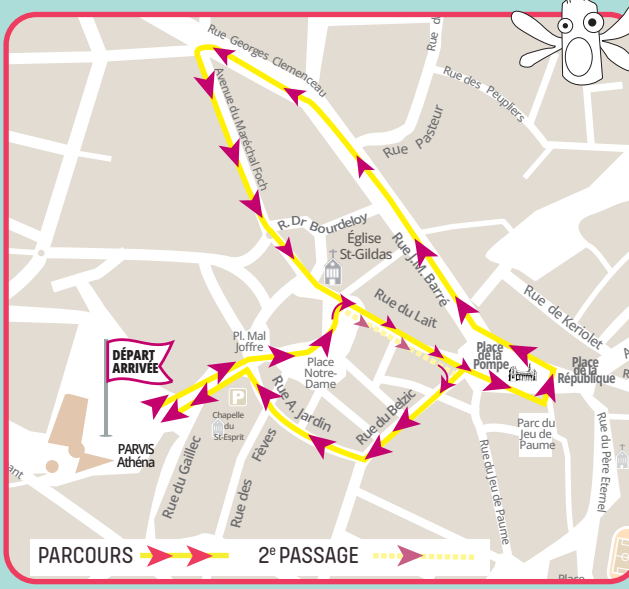 Rue Georges Clemenceau
Rue d
Rue des Peupliers
Avenue du Maréchal Foch
Rue Pasteur
R. Dr Bourdeloy
Église
St-Gildas
Rue J.M. Barré
Rue du Lait
Rue de Keriolet
Pl. Mal
Joffre
DÉPART
ARRIVÉE
Place
Notre-
Dame
Place
de la
Pompe
Place
de la
République
A
R
P
Chapelle
du
St-Esprit
Rue A. Jardin
Rue du Belzic
Parc du
Jeu de
Paume
PARVIS
Athéna
Rue du Gaillec
Rue des Fèves
Rue du Jeu de Paume
Rue du Père Eternel
ant
PARCOURS
2e PASSAGE
Place